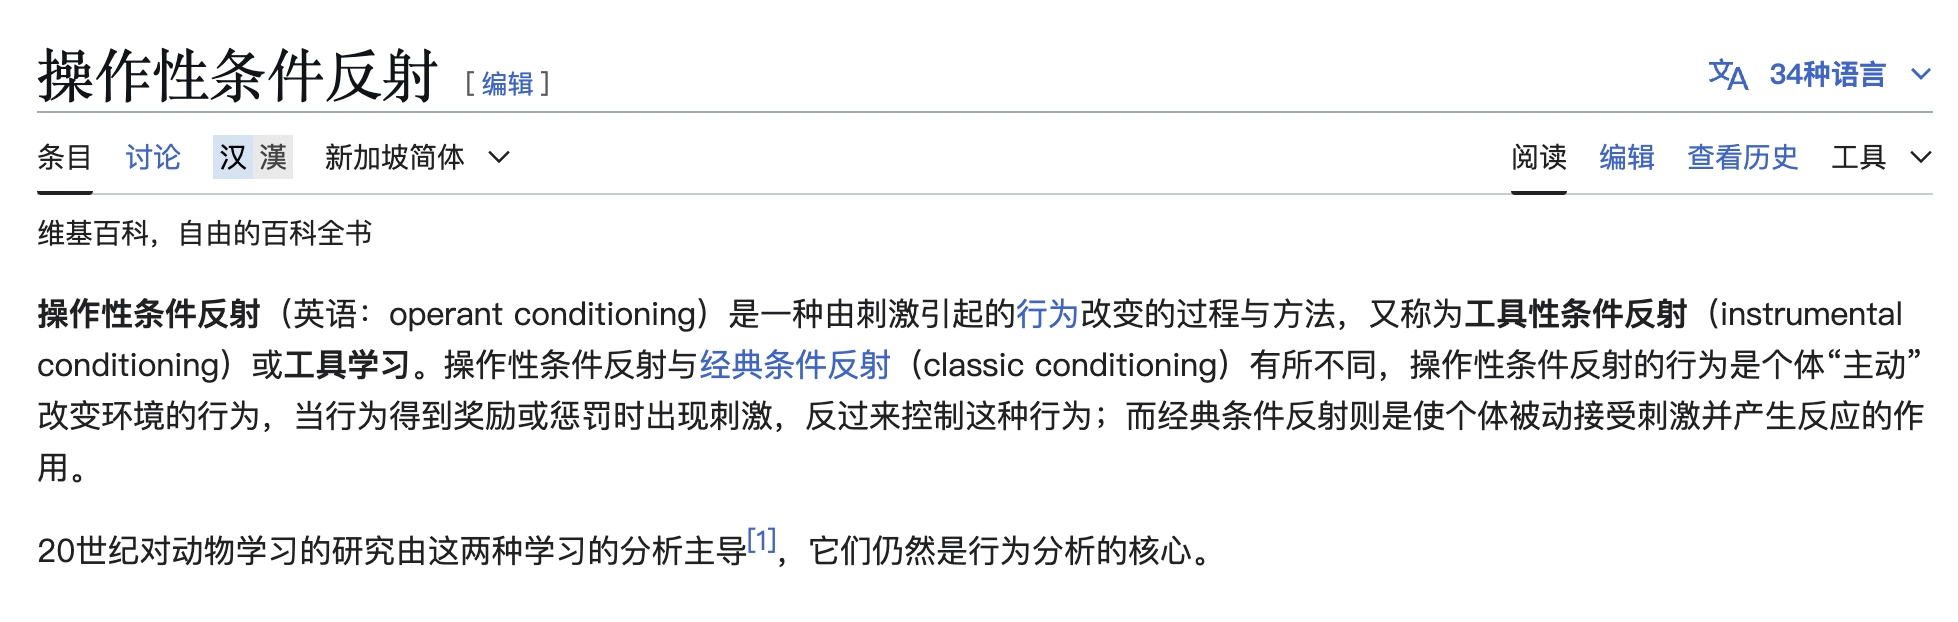 操作性条件反射 [ 编辑 ]
文A 34种语言
条目 讨论 汉 漢 新加坡简体 阅读 编辑 查看历史 工具
维基百科，自由的百科全书
操作性条件反射（英语：operant conditioning）是一种由刺激引起的行为改变的过程与方法，又称为工具性条件反射（instrumental
conditioning）或工具学习。操作性条件反射与经典条件反射（classic conditioning）有所不同，操作性条件反射的行为是个体“主动”
改变环境的行为，当行为得到奖励或惩罚时出现刺激，反过来控制这种行为；而经典条件反射则是使个体被动接受刺激并产生反应的作
用。
20世纪对动物学习的研究由这两种学习的分析主导[1]，它们仍然是行为分析的核心。